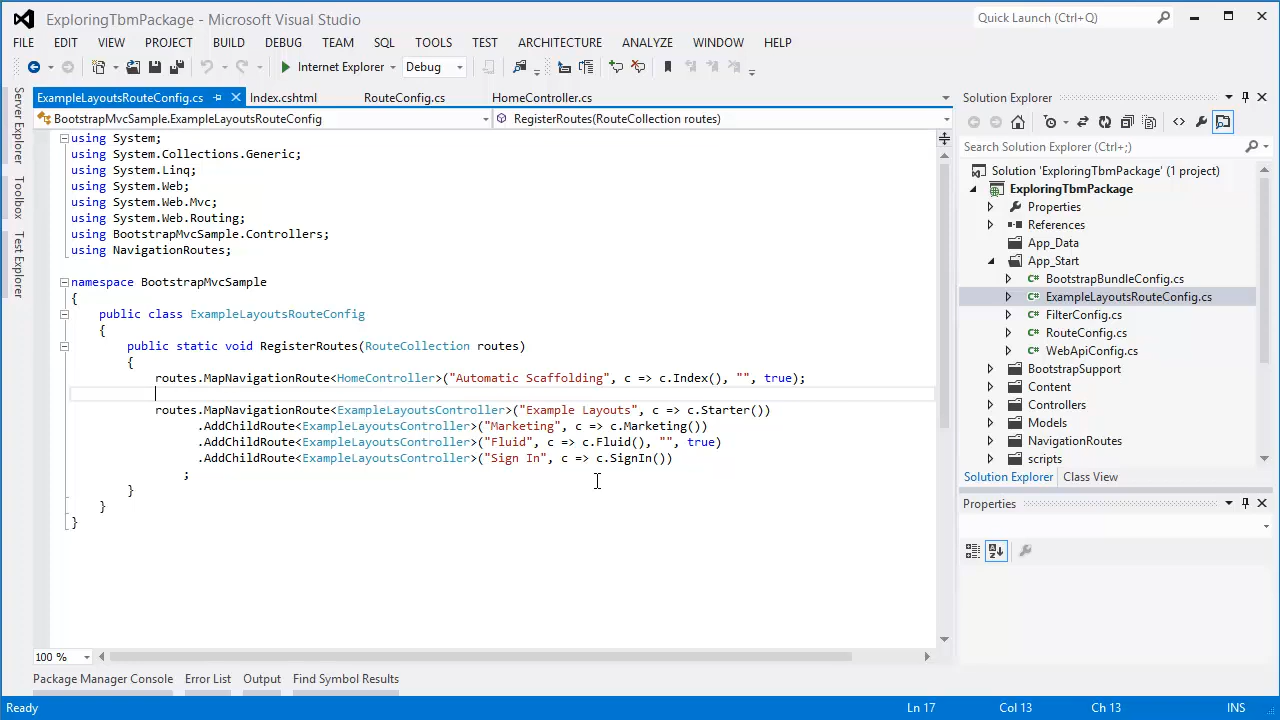 ExploringTbmPackage - Microsoft Visual Studio
Quick Launch (Ctrl+Q)
FILE EDIT VIEW PROJECT BUILD DEBUG TEAM SQL TOOLS TEST ARCHITECTURE ANALYZE WINDOW HELP
Internet Explorer Debug
Server Explorer
Toolbox
Test Explorer
ExampleLayoutsRouteConfig.cs Index.cshtml RouteConfig.cs HomeController.cs
BootstrapMvcSample.ExampleLayoutsRouteConfig RegisterRoutes(RouteCollection routes)
using System;
using System.Collections.Generic;
using System.Linq;
using System.Web;
using System.Web.Mvc;
using System.Web.Routing;
using BootstrapMvcSample.Controllers;
using NavigationRoutes;
namespace BootstrapMvcSample
{
public class ExampleLayoutsRouteConfig
{
public static void RegisterRoutes(RouteCollection routes)
{
routes.MapNavigationRoute<HomeController>("Automatic Scaffolding", c => c.Index(), "", true);
routes.MapNavigationRoute<ExampleLayoutsController>("Example Layouts", c => c.Starter())
.AddChildRoute<ExampleLayoutsController>("Marketing", c => c.Marketing())
.AddChildRoute<ExampleLayoutsController>("Fluid", c => c.Fluid(), "", true)
.AddChildRoute<ExampleLayoutsController>("Sign In", c => c.SignIn())
;
}
}
}
100 %
Solution Explorer
Search Solution Explorer (Ctrl+;)
Solution 'ExploringTbmPackage' (1 project)
ExploringTbmPackage
Properties
References
App_Data
App_Start
C# BootstrapBundleConfig.cs
C# ExampleLayoutsRouteConfig.cs
C# FilterConfig.cs
C# RouteConfig.cs
C# WebApiConfig.cs
BootstrapSupport
Content
Controllers
Models
NavigationRoutes
scripts
Solution Explorer Class View
Properties
Package Manager Console Error List Output Find Symbol Results
Ready Ln 17 Col 13 Ch 13 INS